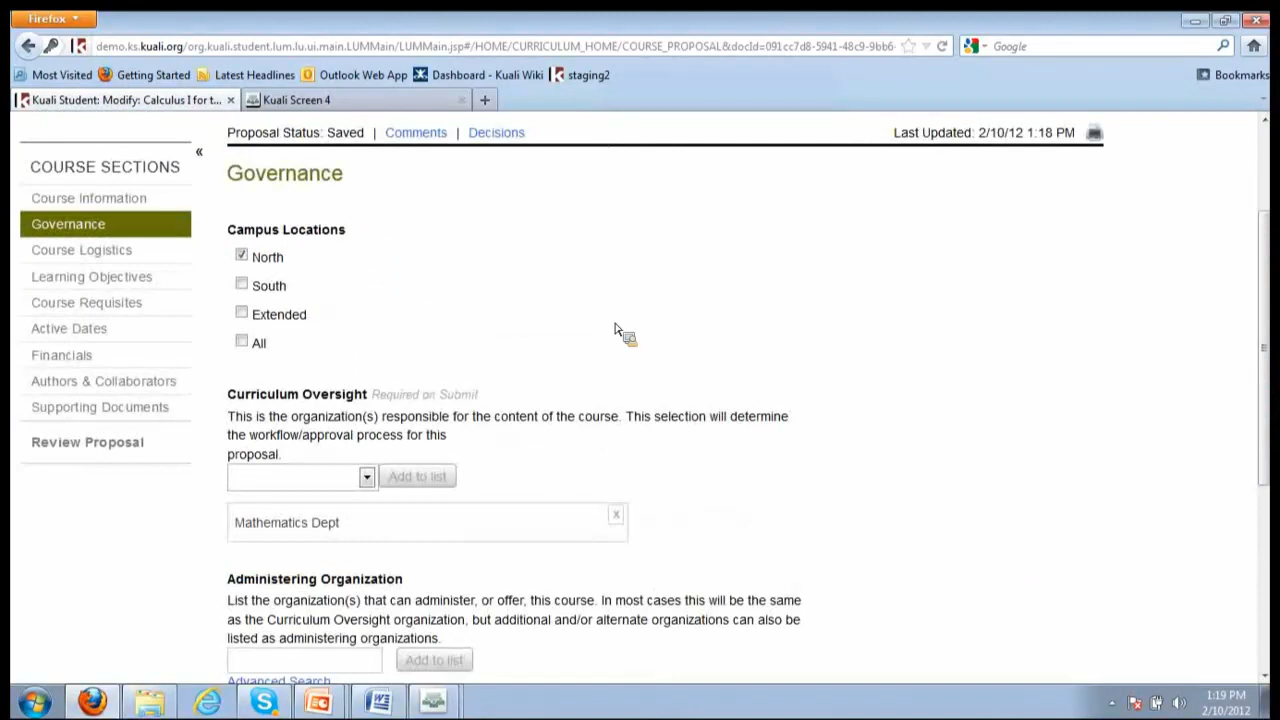 Firefox
demo.ks.kuali.org/org.kuali.student.lum.lu.ui.main.LUMMain/LUMMain.jsp#/HOME/CURRICULUM_HOME/COURSE_PROPOSAL&docId=091cc7d8-5941-48c9-9bb6-
Google
Most Visited Getting Started Latest Headlines Outlook Web App Dashboard - Kuali Wiki staging2 Bookmarks
Kuali Student: Modify: Calculus I for t... Kuali Screen 4
Proposal Status: Saved | Comments | Decisions Last Updated: 2/10/12 1:18 PM
COURSE SECTIONS
Course Information
Governance
Course Logistics
Learning Objectives
Course Requisites
Active Dates
Financials
Authors & Collaborators
Supporting Documents
Review Proposal
Governance
Campus Locations
North
South
Extended
All
Curriculum Oversight Required on Submit
This is the organization(s) responsible for the content of the course. This selection will determine
the workflow/approval process for this
proposal.
Add to list
Mathematics Dept x
Administering Organization
List the organization(s) that can administer, or offer, this course. In most cases this will be the same
as the Curriculum Oversight organization, but additional and/or alternate organizations can also be
listed as administering organizations.
Add to list
Advanced Search
1:19 PM
2/10/2012